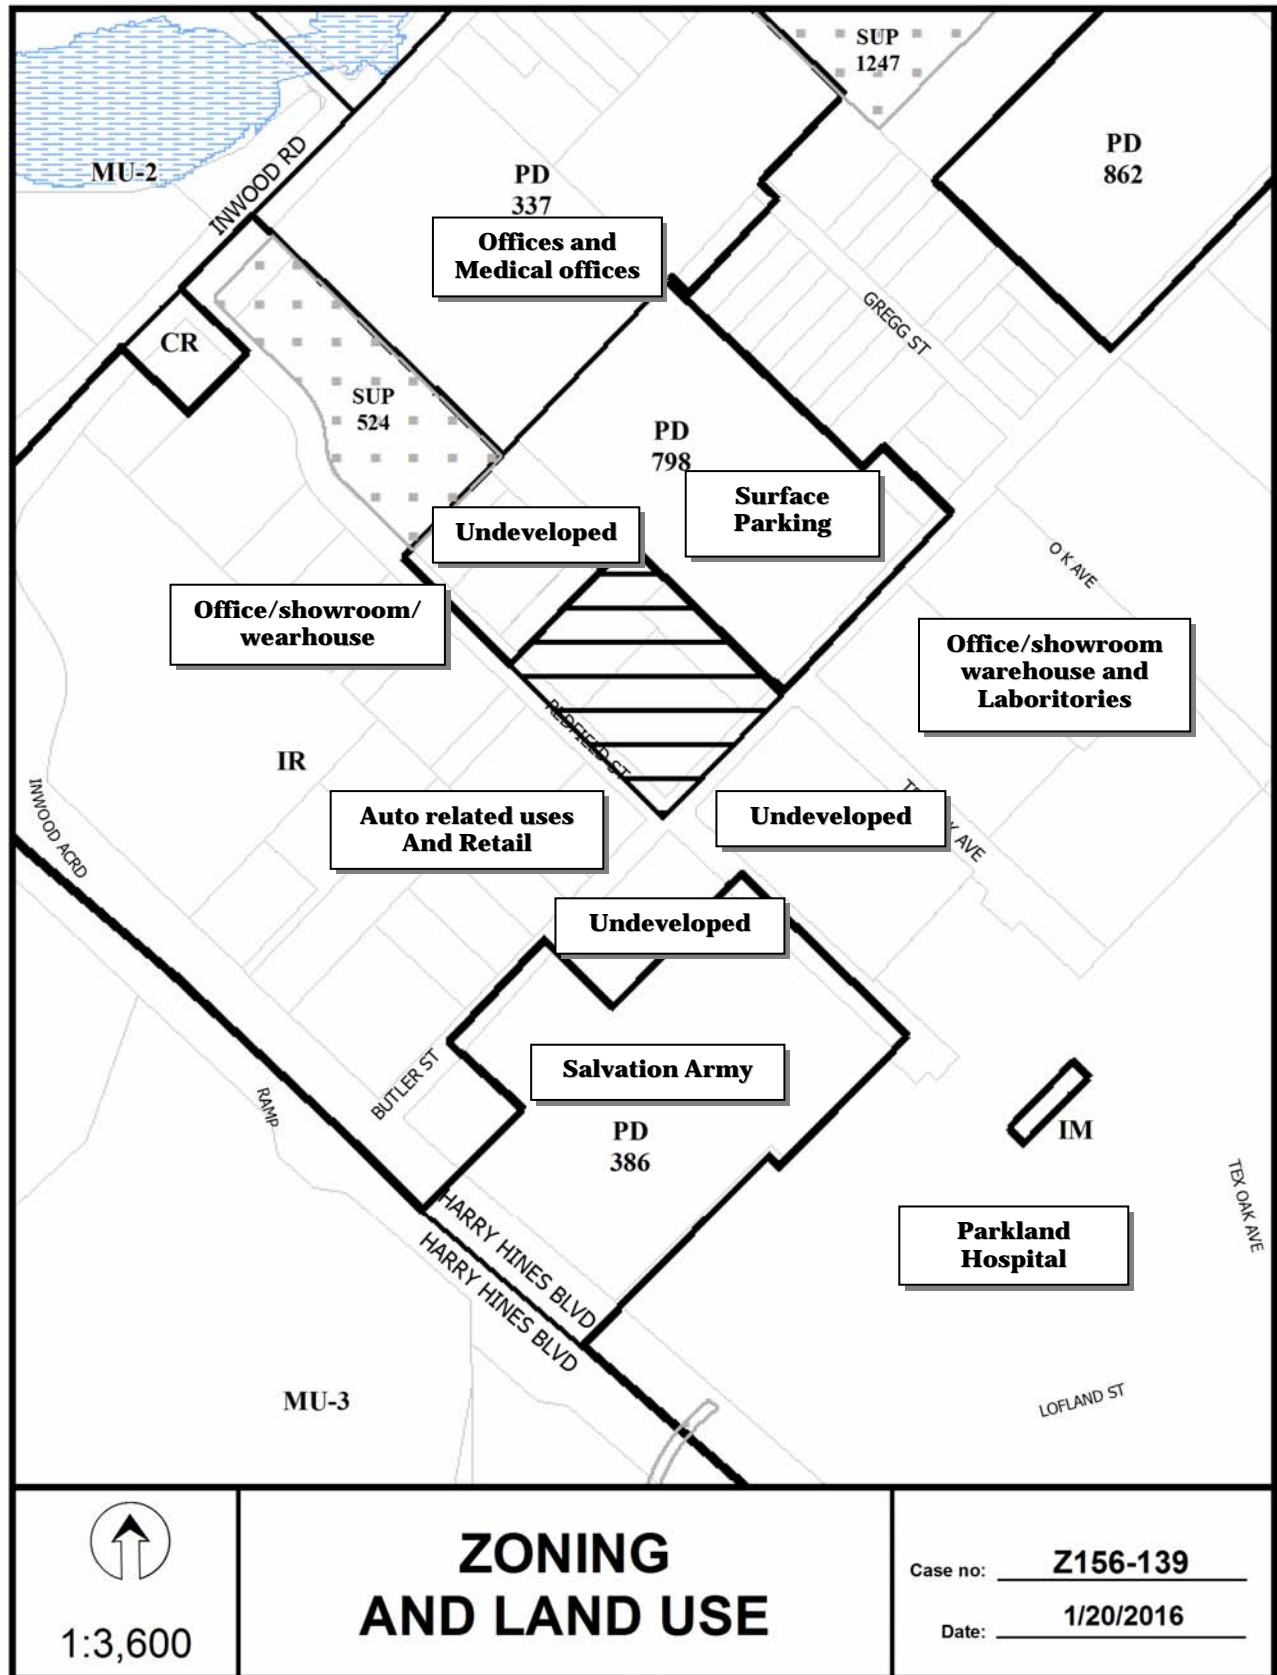 SUP
1247
PD
862
MU-2
INWOOD RD
PD
337
Offices and
Medical offices
GREGG ST
CR
SUP
524
PD
798
Surface
Parking
Undeveloped
O K AVE
Office/showroom/
wearhouse
Office/showroom
warehouse and
Laboritories
REDFIELD ST
IR
INWOOD ACRD
Auto related uses
And Retail
Undeveloped
AVE
Undeveloped
Salvation Army
BUTLER ST
RAMP
PD
386
IM
TEX OAK AVE
Parkland
Hospital
HARRY HINES BLVD
HARRY HINES BLVD
MU-3
LOFLAND ST
1:3,600
ZONING
AND LAND USE
Case no: Z156-139
Date: 1/20/2016